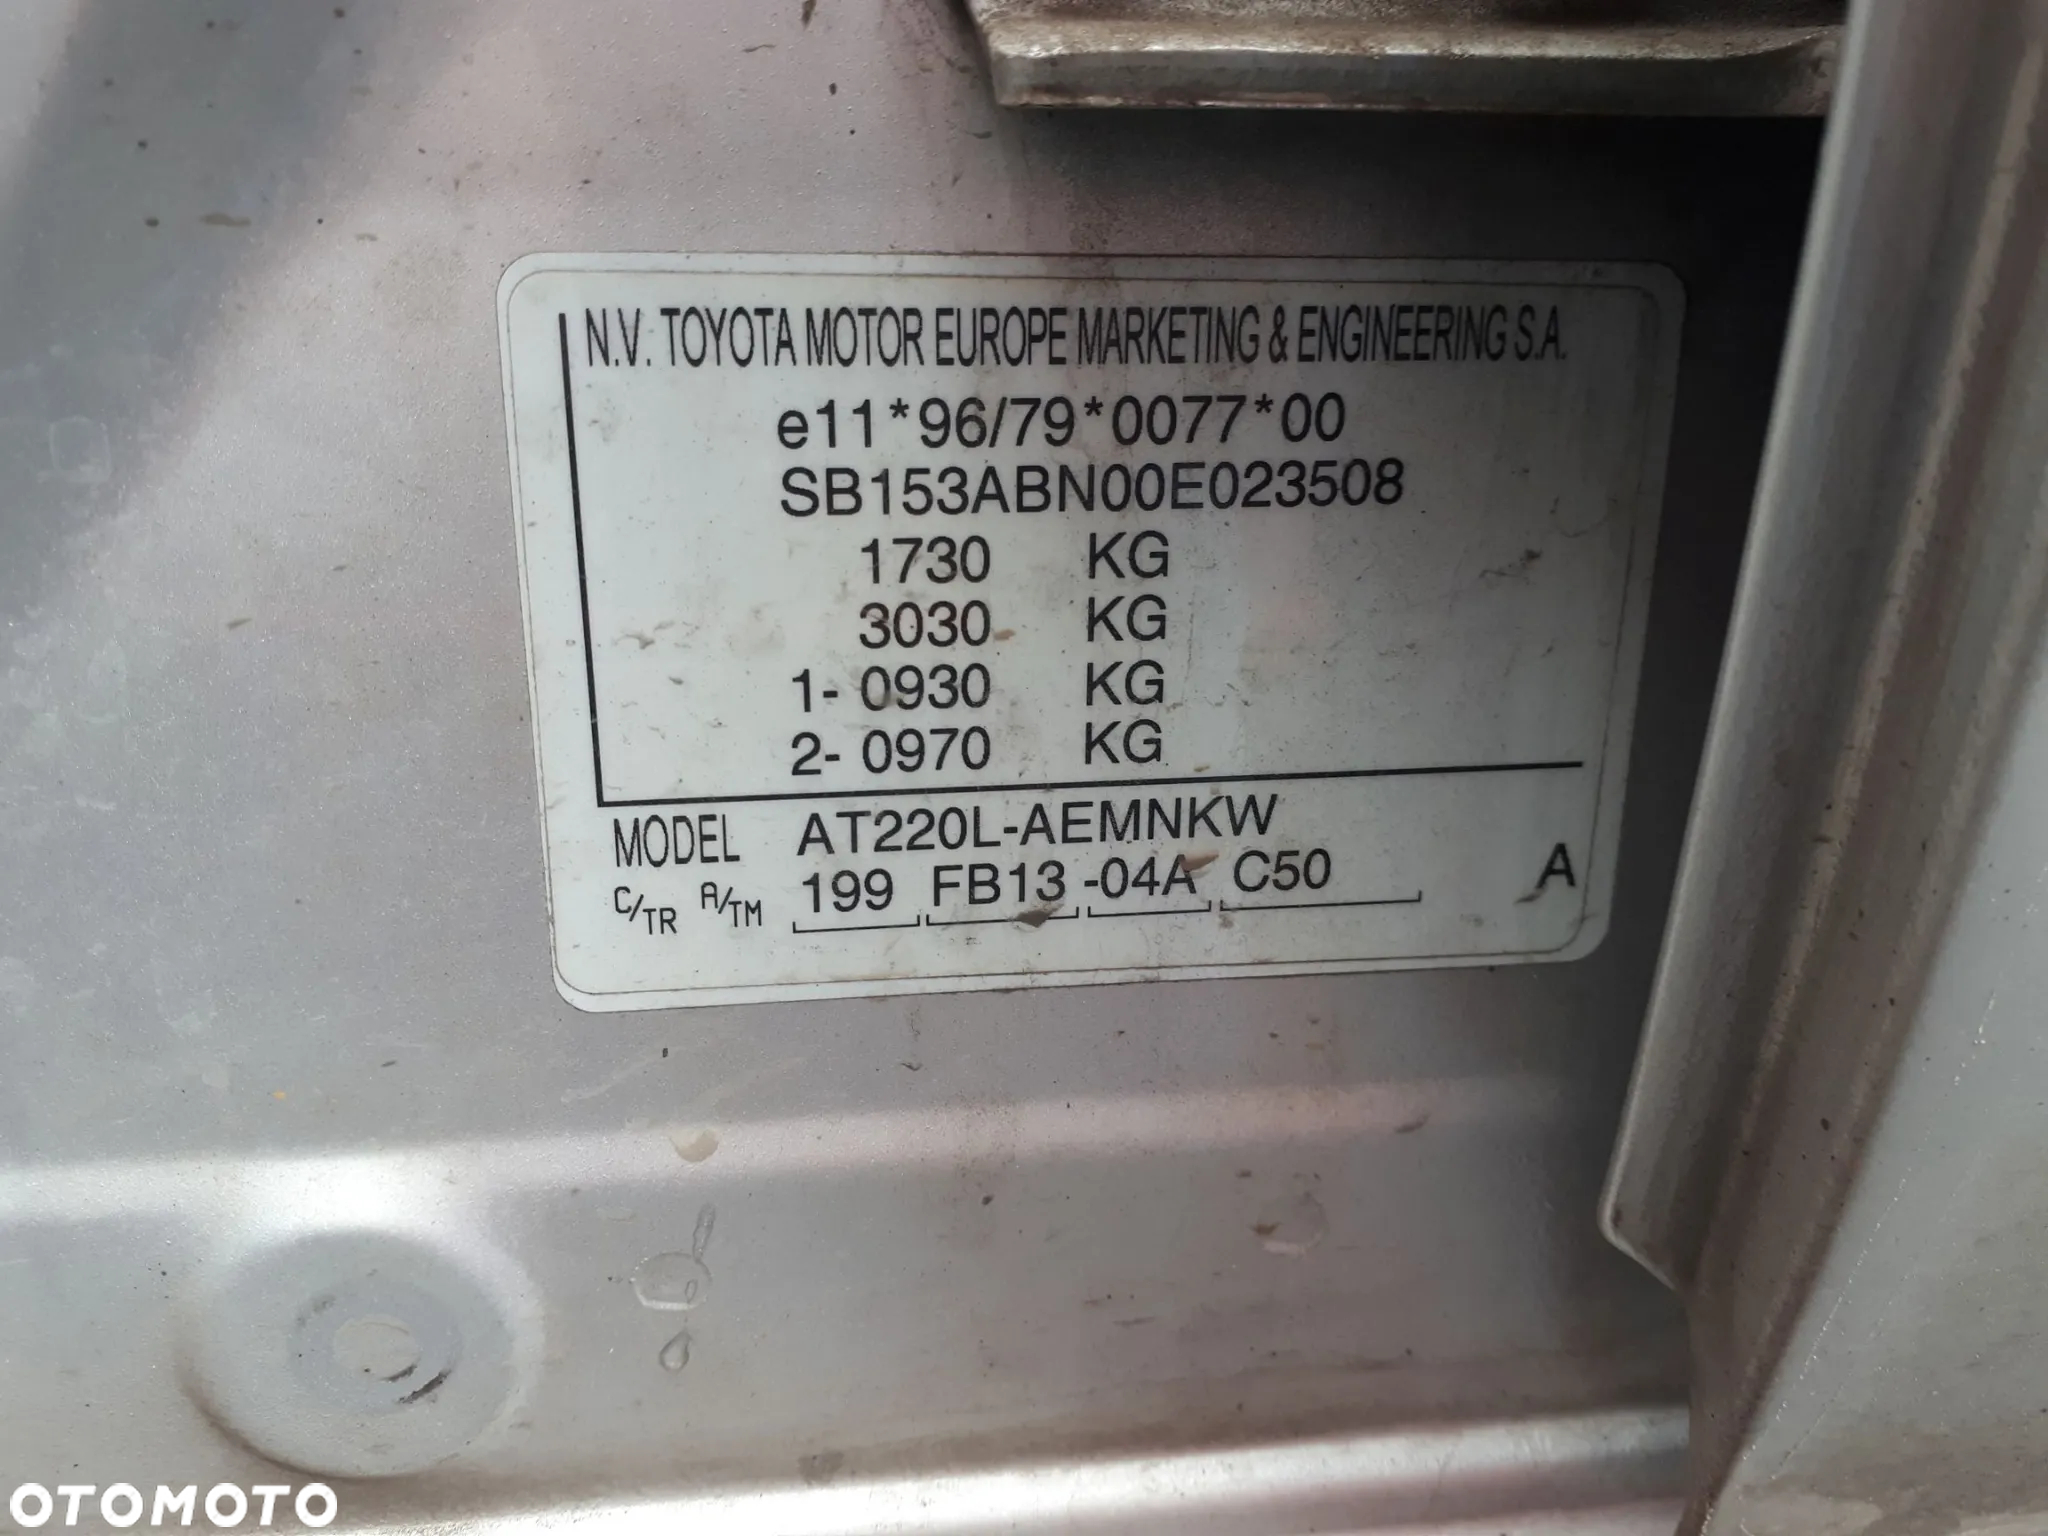 N.V. TOYOTA MOTOR EUROPE MARKETING & ENGINEERING S.A.
e11*96/79*0077*00
SB153ABN00E023508
1730 KG
3030 KG
1- 0930 KG
2- 0970 KG
MODEL AT220L-AEMNKW
C/TR A/TM 199 FB13 -04A C50 A
OTOMOTO